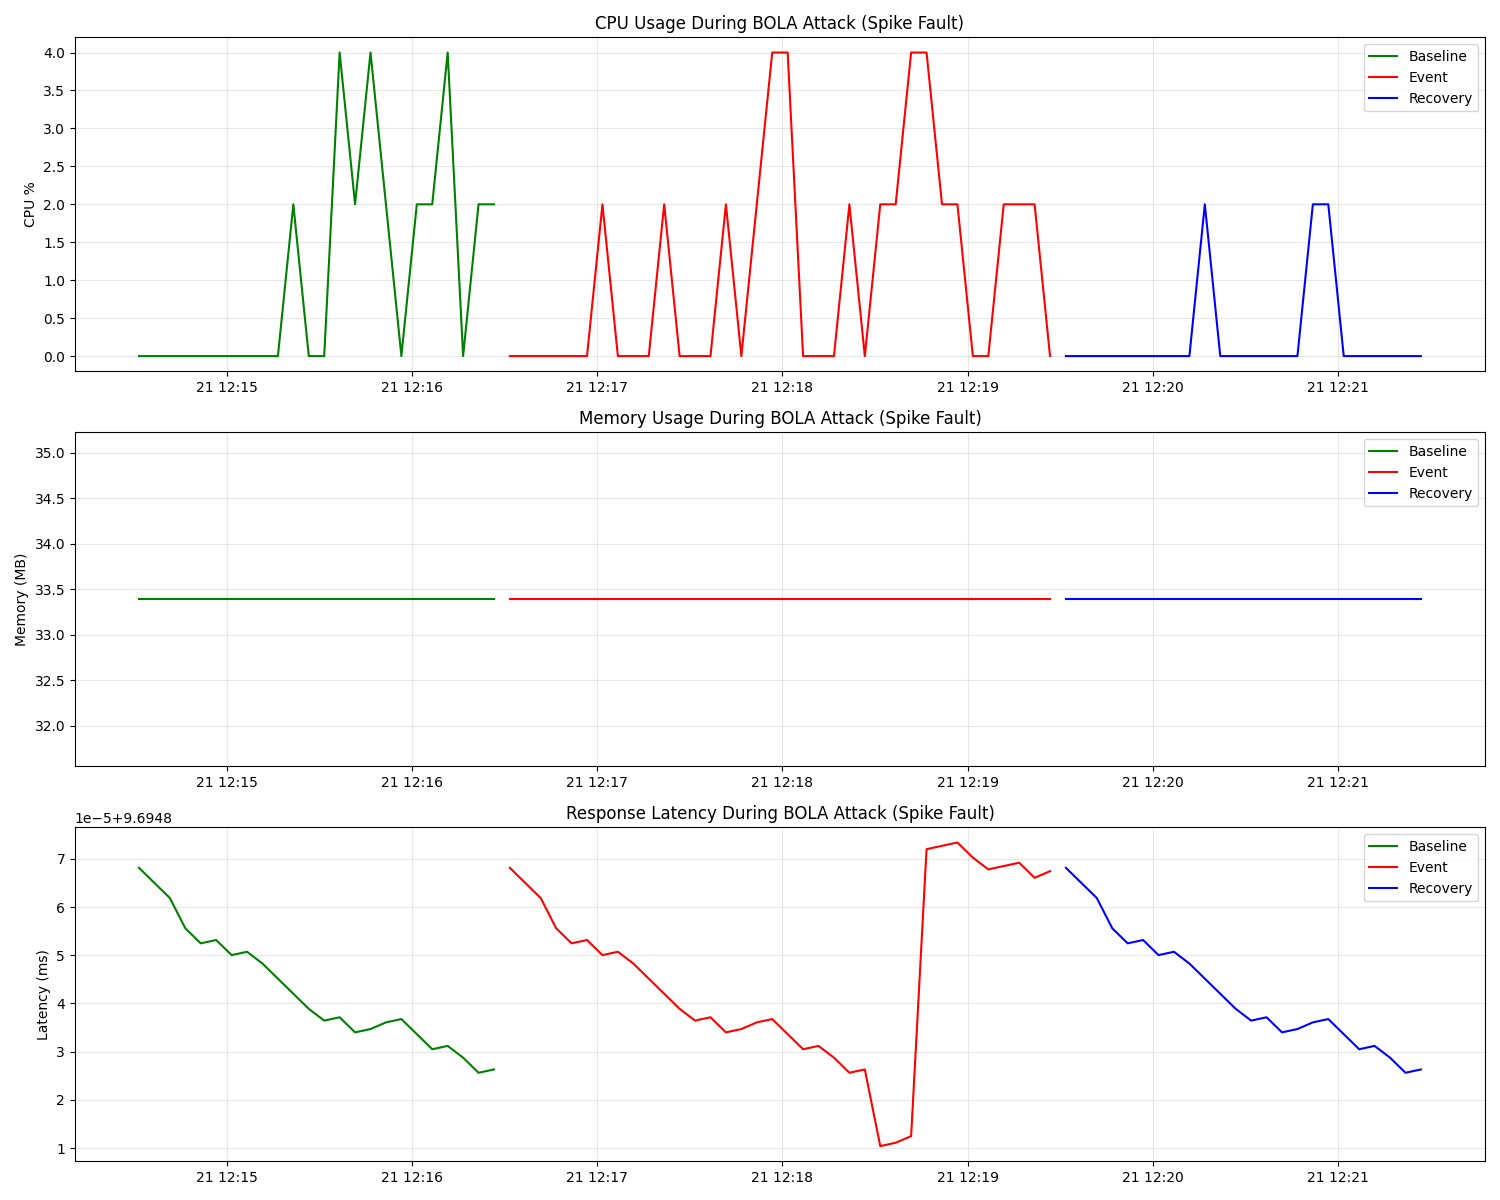 CPU Usage During BOLA Attack (Spike Fault)
4.0
3.5
3.0
2.5
2.0
1.5
1.0
0.5
0.0
CPU %
Baseline
Event
Recovery
21 12:15 21 12:16 21 12:17 21 12:18 21 12:19 21 12:20 21 12:21
Memory Usage During BOLA Attack (Spike Fault)
35.0
34.5
34.0
33.5
33.0
32.5
32.0
Memory (MB)
Baseline
Event
Recovery
21 12:15 21 12:16 21 12:17 21 12:18 21 12:19 21 12:20 21 12:21
Response Latency During BOLA Attack (Spike Fault)
1e−5+9.6948
7
6
5
4
3
2
1
Latency (ms)
Baseline
Event
Recovery
21 12:15 21 12:16 21 12:17 21 12:18 21 12:19 21 12:20 21 12:21